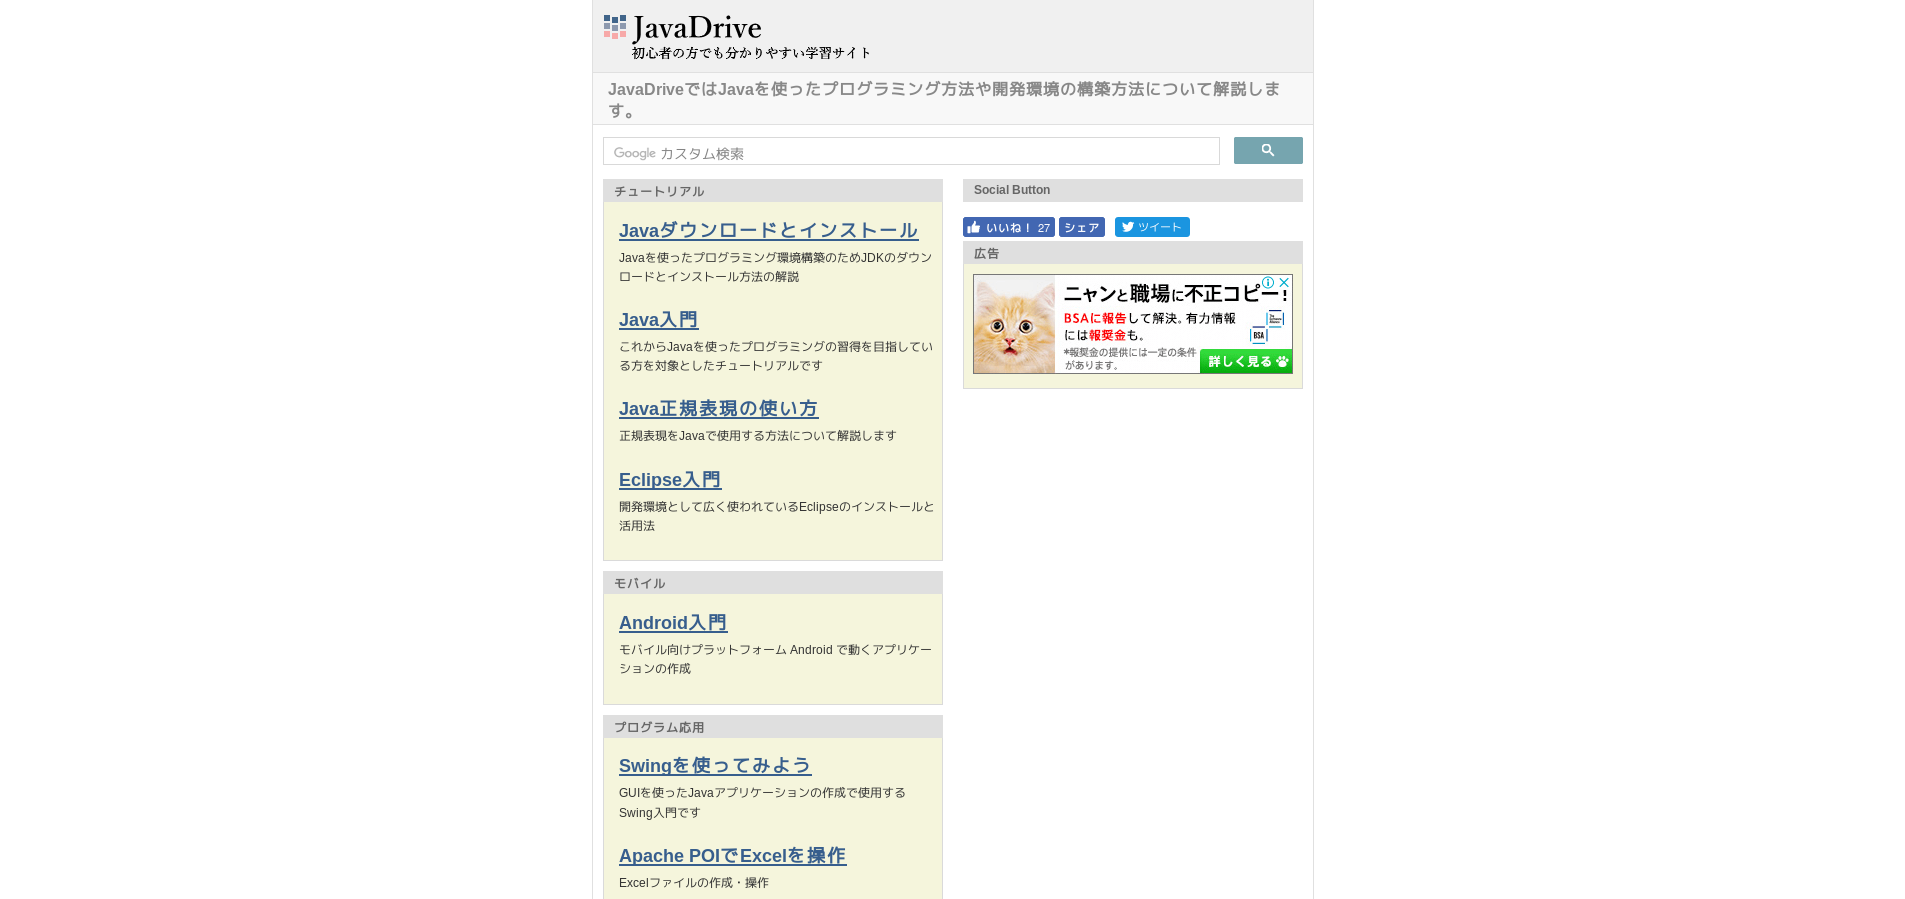 JavaDrive
初心者の方でも分かりやすい学習サイト
JavaDriveではJavaを使ったプログラミング方法や開発環境の構築方法について解説しま
す。
Google カスタム検索
チュートリアル
Javaダウンロードとインストール
Javaを使ったプログラミング環境構築のためJDKのダウン
ロードとインストール方法の解説
Java入門
これからJavaを使ったプログラミングの習得を目指してい
る方を対象としたチュートリアルです
Java正規表現の使い方
正規表現をJavaで使用する方法について解説します
Eclipse入門
開発環境として広く使われているEclipseのインストールと
活用法
モバイル
Android入門
モバイル向けプラットフォーム Android で動くアプリケー
ションの作成
プログラム応用
Swingを使ってみよう
GUIを使ったJavaアプリケーションの作成で使用する
Swing入門です
Apache POIでExcelを操作
Excelファイルの作成・操作
Social Button
いいね！ 27 シェア ツイート
広告
ニャンと職場に不正コピー!
BSAに報告して解決。有力情報
には報奨金も。
*報奨金の提供には一定の条件
があります。
BSA
詳しく見る